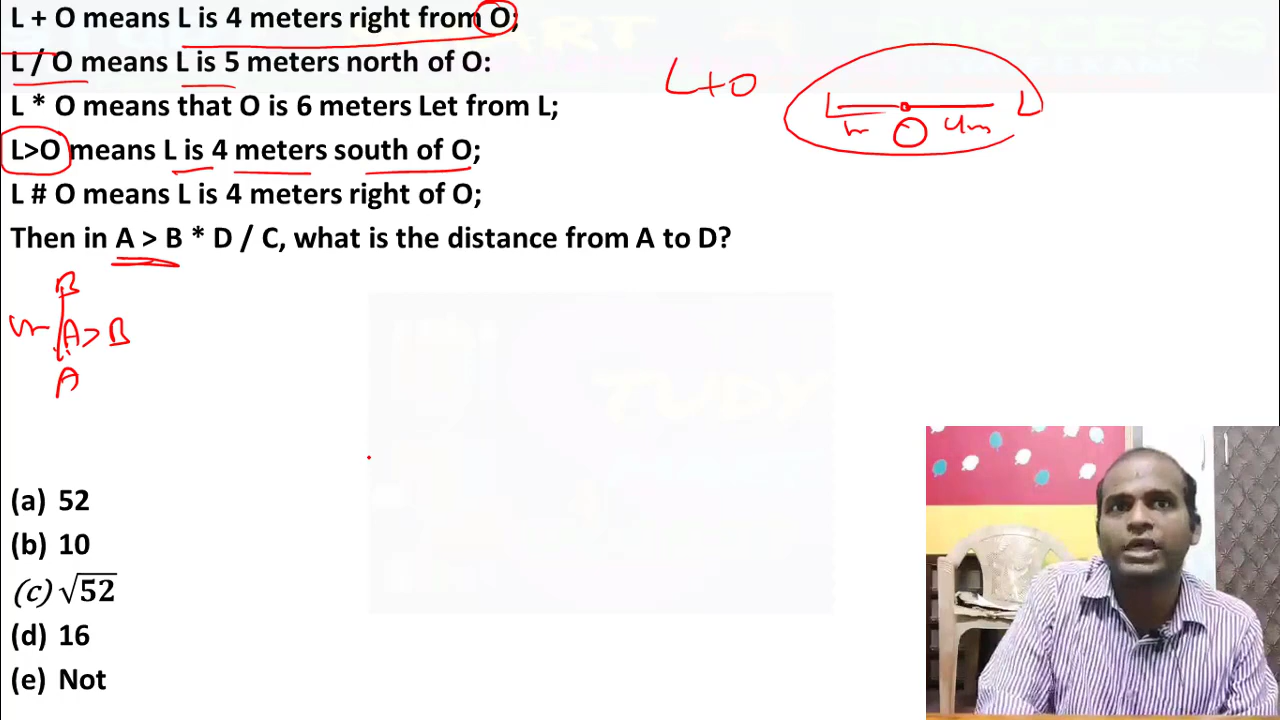 L + O means L is 4 meters right from O;
L / O means L is 5 meters north of O:
L * O means that O is 6 meters Let from L;
L>O means L is 4 meters south of O;
L # O means L is 4 meters right of O;
Then in A > B * D / C, what is the distance from A to D?
L+O
L L
O 4m
B
A > B
A
TUDY
(a) 52
(b) 10
(c) √52
(d) 16
(e) Not